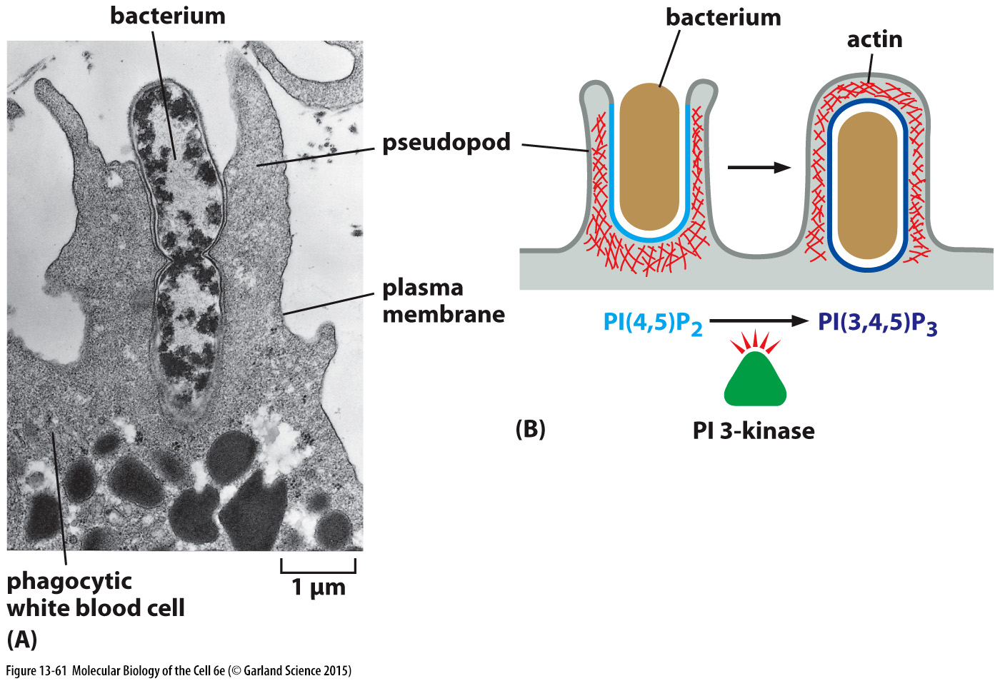 bacterium
pseudopod
plasma
membrane
1 µm
phagocytic
white blood cell
(A)
bacterium
actin
PI(4,5)P2
PI(3,4,5)P3
PI 3-kinase
(B)
Figure 13-61 Molecular Biology of the Cell 6e (© Garland Science 2015)